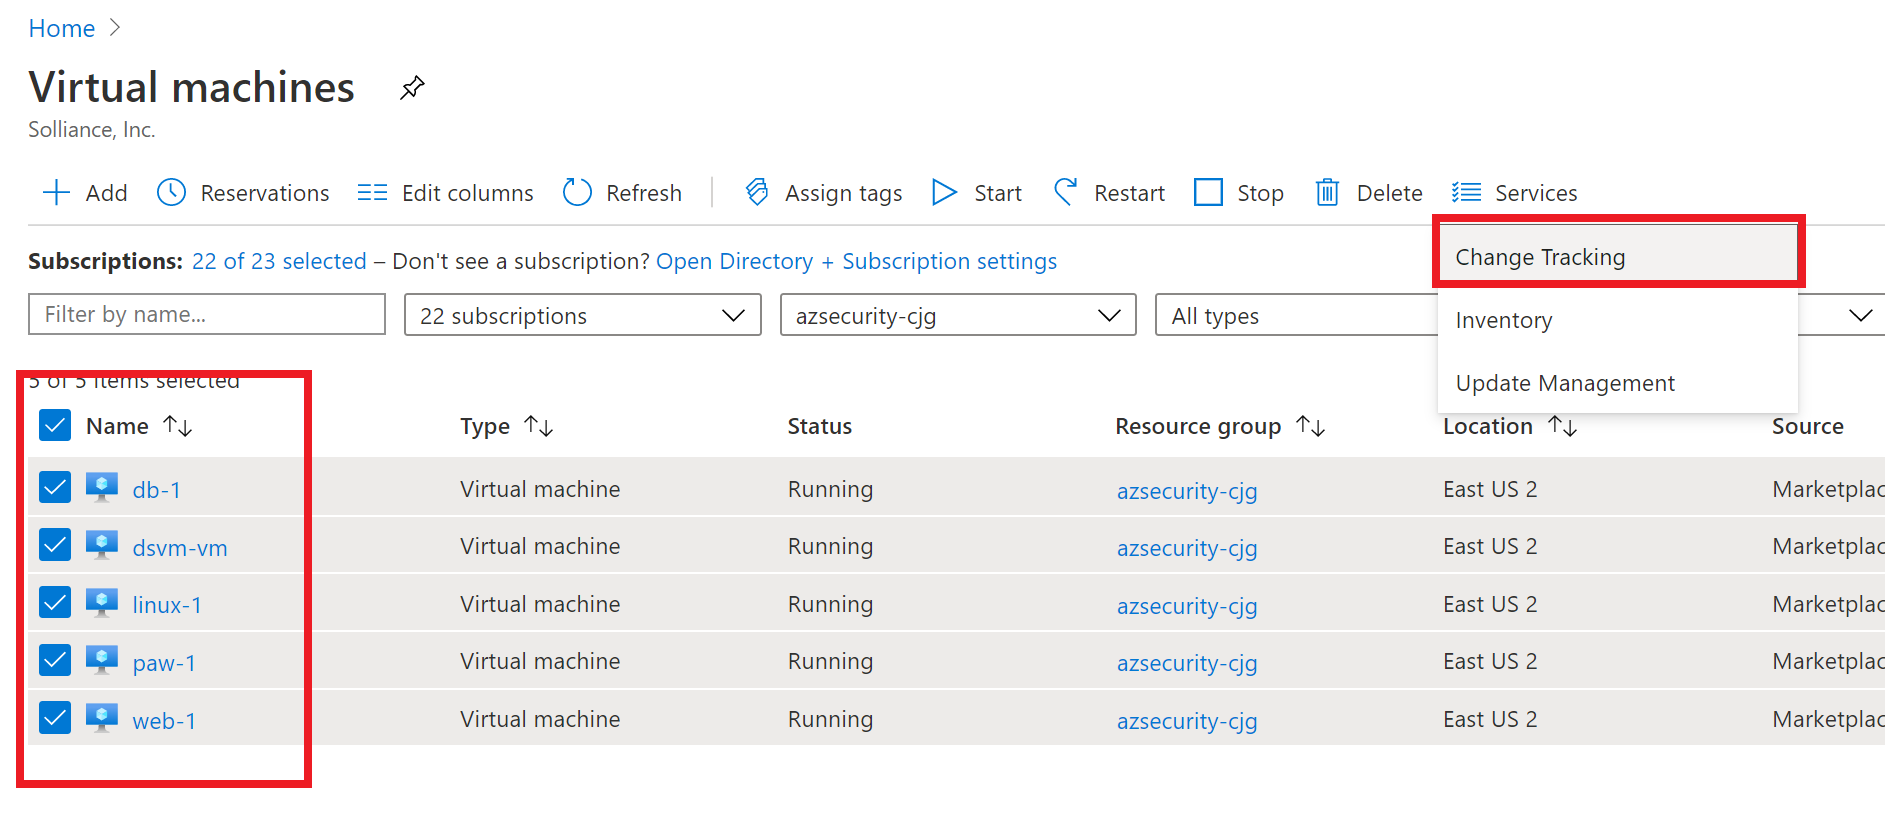 Home
Virtual machines
Solliance, Inc.
Add Reservations Edit columns Refresh Assign tags Start Restart Stop Delete Services
Subscriptions: 22 of 23 selected – Don't see a subscription? Open Directory + Subscription settings
Change Tracking
Filter by name... 22 subscriptions azsecurity-cjg All types
Inventory
Update Management
5 of 5 items selected
Name Type Status Resource group Location Source
db-1 Virtual machine Running azsecurity-cjg East US 2 Marketplac
dsvm-vm Virtual machine Running azsecurity-cjg East US 2 Marketplac
linux-1 Virtual machine Running azsecurity-cjg East US 2 Marketplac
paw-1 Virtual machine Running azsecurity-cjg East US 2 Marketplac
web-1 Virtual machine Running azsecurity-cjg East US 2 Marketplac